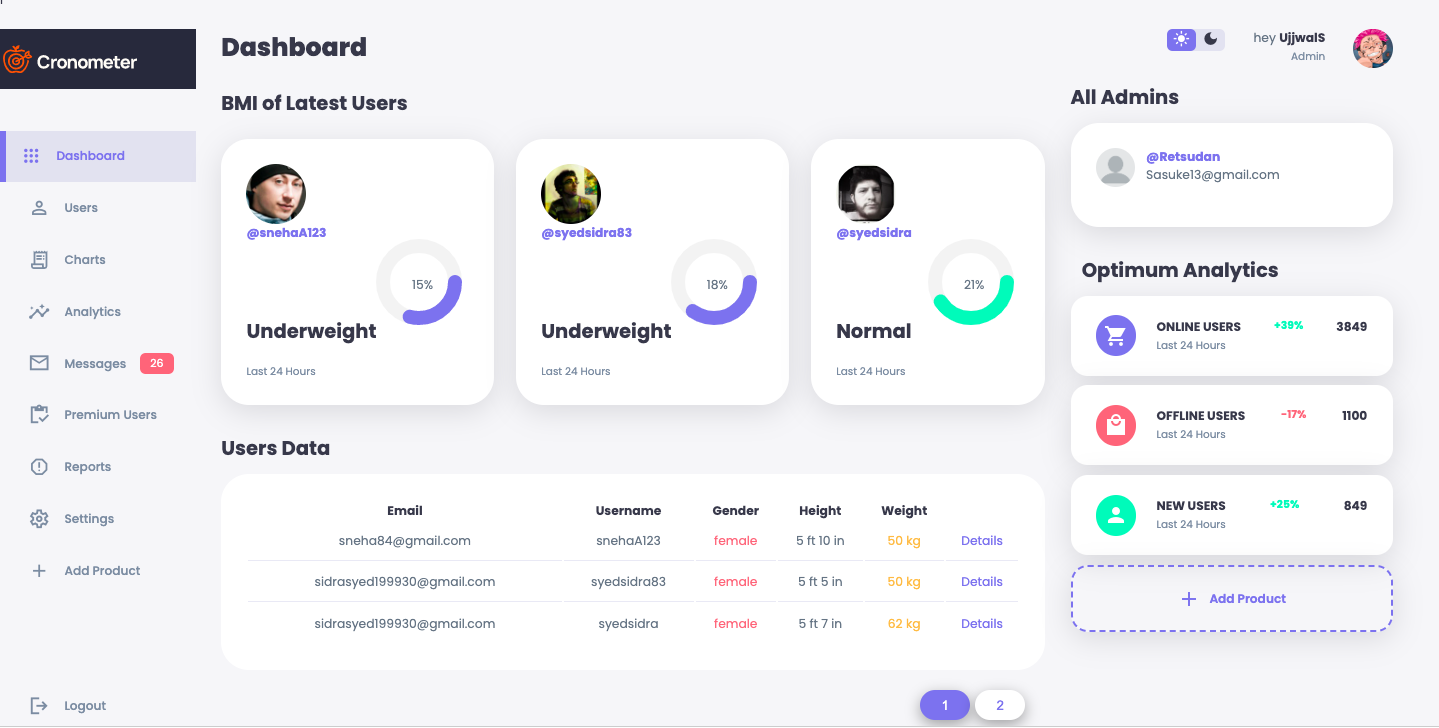 Cronometer
Dashboard
Users
Charts
Analytics
Messages 26
Premium Users
Reports
Settings
Add Product
Logout
Dashboard
BMI of Latest Users
@snehaA123
15%
Underweight
Last 24 Hours
@syedsidra83
18%
Underweight
Last 24 Hours
@syedsidra
21%
Normal
Last 24 Hours
Users Data
Email Username Gender Height Weight
sneha84@gmail.com snehaA123 female 5 ft 10 in 50 kg Details
sidrasyed199930@gmail.com syedsidra83 female 5 ft 5 in 50 kg Details
sidrasyed199930@gmail.com syedsidra female 5 ft 7 in 62 kg Details
1 2
hey UjjwalS
Admin
All Admins
@Retsudan
Sasuke13@gmail.com
Optimum Analytics
ONLINE USERS +39% 3849
Last 24 Hours
OFFLINE USERS -17% 1100
Last 24 Hours
NEW USERS +25% 849
Last 24 Hours
Add Product